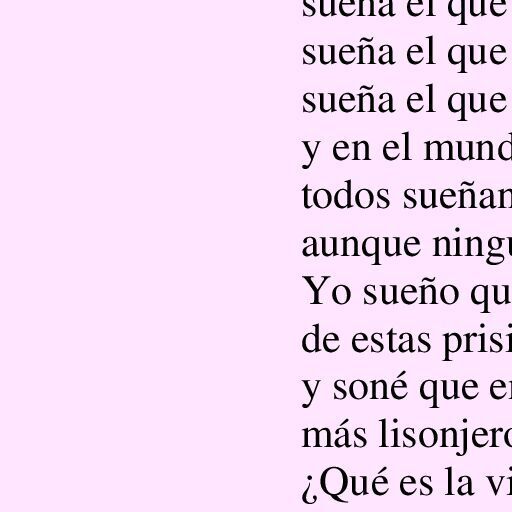 sueña el que
sueña el que
sueña el que
y en el mund
todos sueñan
aunque ningu
Yo sueño qu
de estas prisi
y soné que e
más lisonjero
¿Qué es la vi